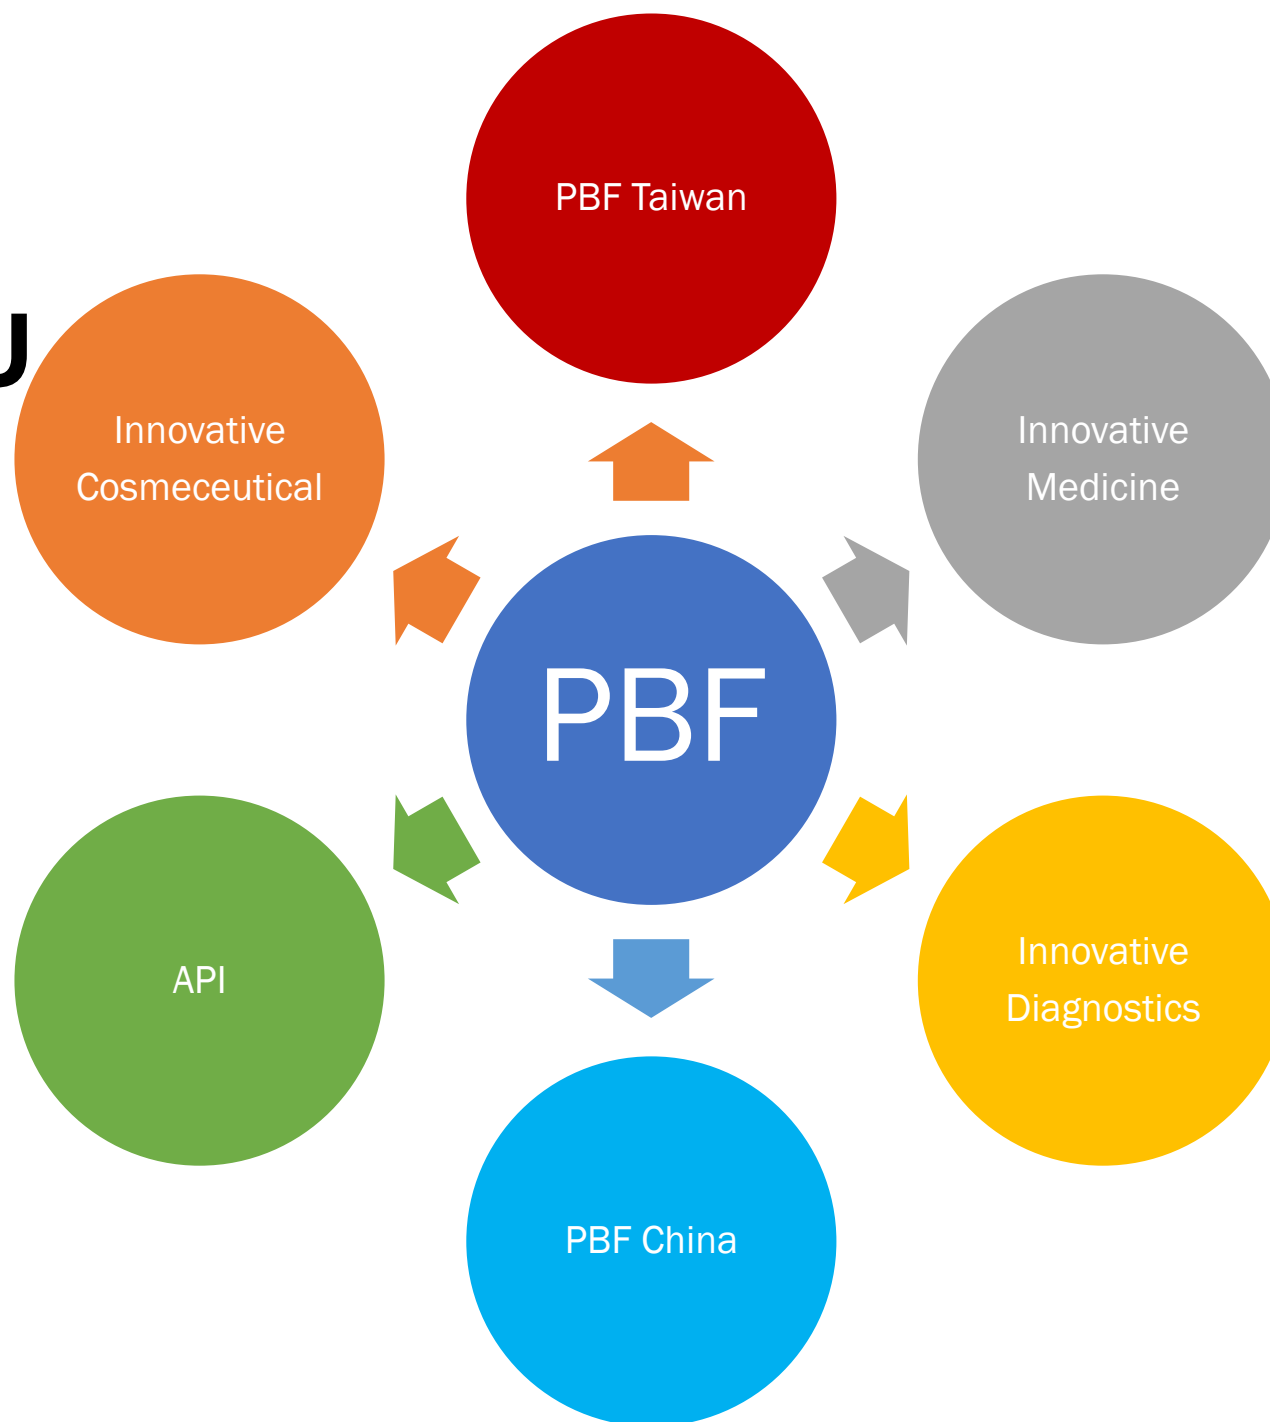 PBF Taiwan
Innovative
Cosmeceutical
Innovative
Medicine
PBF
API
Innovative
Diagnostics
PBF China